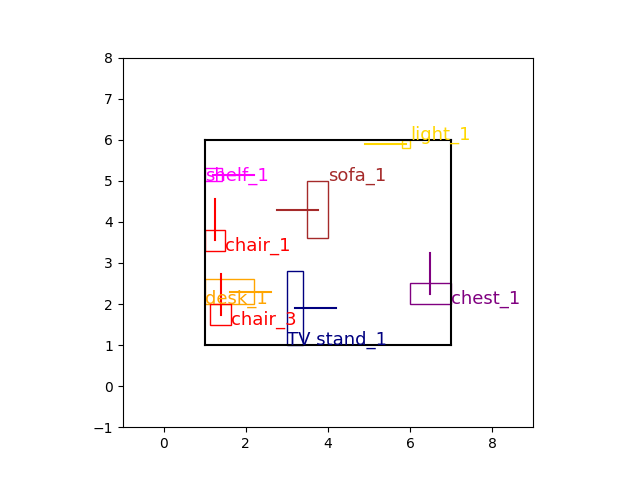 8
7
light_1
6
shelf_1
sofa_1
5
4
chair_1
3
desk_1
chest_1
2
chair_3
TV stand_1
1
0
−1
0 2 4 6 8